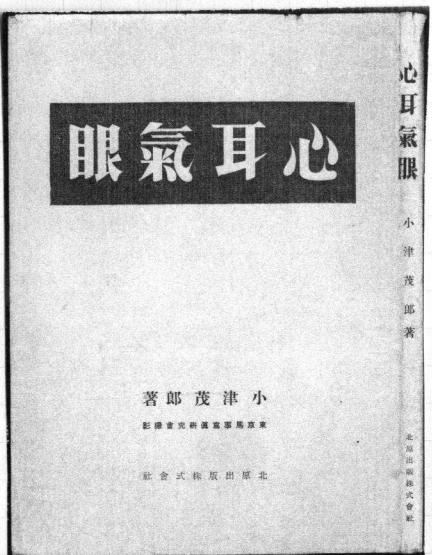 眼氣耳心
著郎茂津小
影撮會究研眞寫事馬京東
社會式株版出原北
心耳氣眼
小津茂郎著
北原出版株式會社